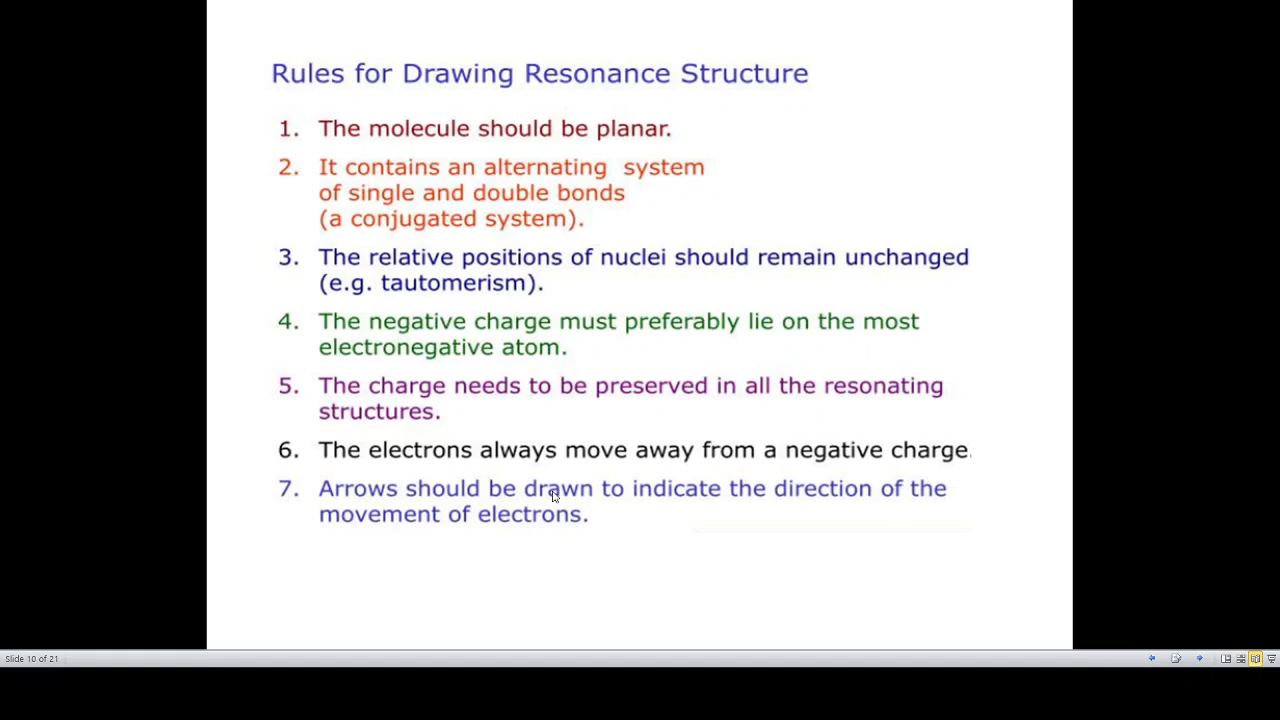 Rules for Drawing Resonance Structure
1. The molecule should be planar.
2. It contains an alternating system
of single and double bonds
(a conjugated system).
3. The relative positions of nuclei should remain unchanged
(e.g. tautomerism).
4. The negative charge must preferably lie on the most
electronegative atom.
5. The charge needs to be preserved in all the resonating
structures.
6. The electrons always move away from a negative charge.
7. Arrows should be drawn to indicate the direction of the
movement of electrons.
Slide 10 of 21